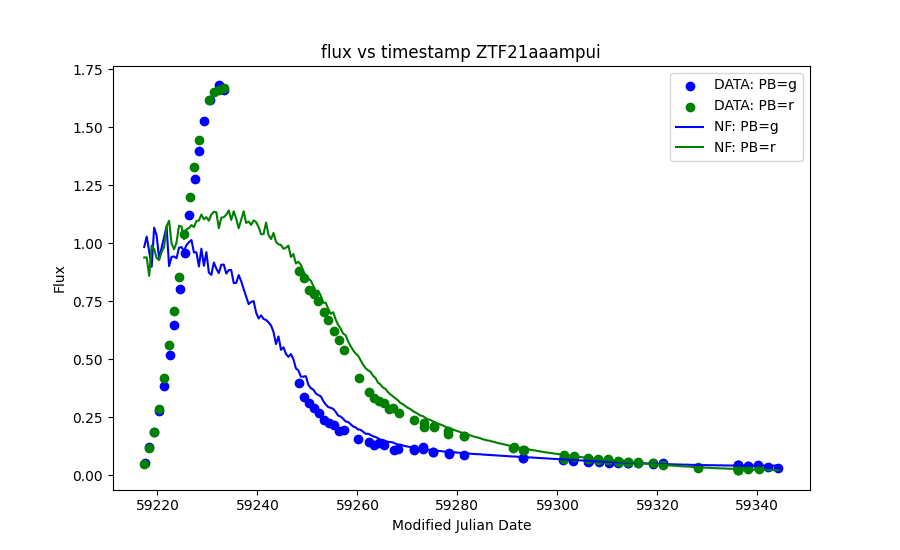 flux vs timestamp ZTF21aaampui
DATA: PB=g
DATA: PB=r
NF: PB=g
NF: PB=r
1.75
1.50
1.25
1.00
0.75
0.50
0.25
0.00
Flux
59220 59240 59260 59280 59300 59320 59340
Modified Julian Date